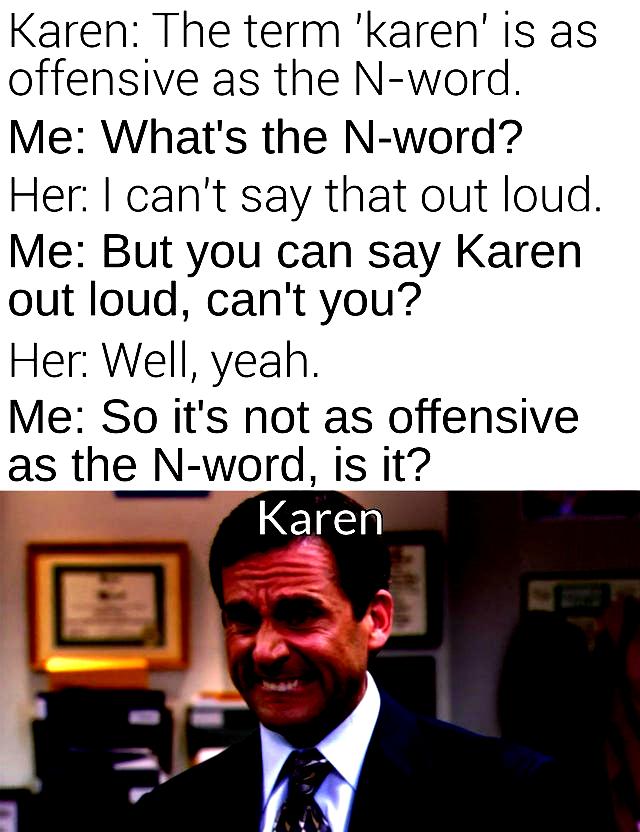 Karen: The term 'karen' is as
offensive as the N-word.
Me: What's the N-word?
Her: I can't say that out loud.
Me: But you can say Karen
out loud, can't you?
Her: Well, yeah.
Me: So it's not as offensive
as the N-word, is it?
Karen